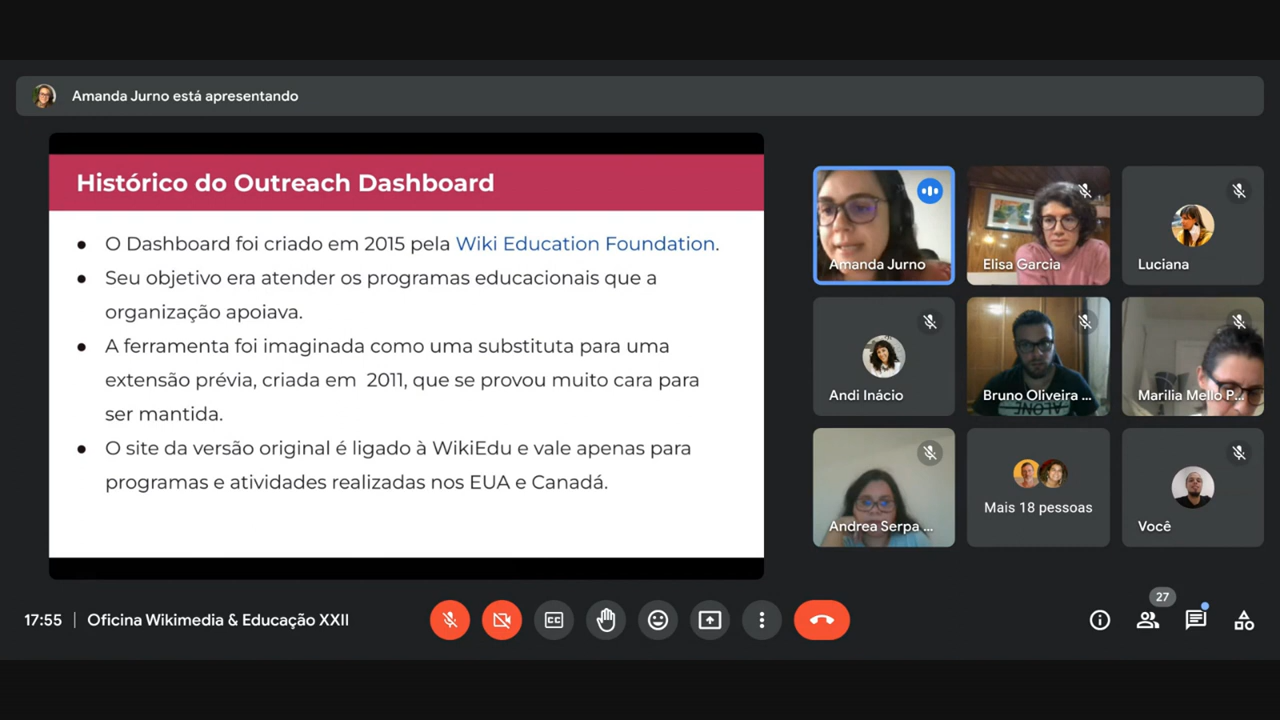 Amanda Jurno está apresentando
Histórico do Outreach Dashboard
● O Dashboard foi criado em 2015 pela Wiki Education Foundation.
● Seu objetivo era atender os programas educacionais que a
organização apoiava.
● A ferramenta foi imaginada como uma substituta para uma
extensão prévia, criada em 2011, que se provou muito cara para
ser mantida.
● O site da versão original é ligado à WikiEdu e vale apenas para
programas e atividades realizadas nos EUA e Canadá.
Amanda Jurno
Elisa Garcia
Luciana
Andi Inácio
Bruno Oliveira ...
Marilia Mello P...
Andrea Serpa ...
Mais 18 pessoas
Você
17:55 | Oficina Wikimedia & Educação XXII
CC
27